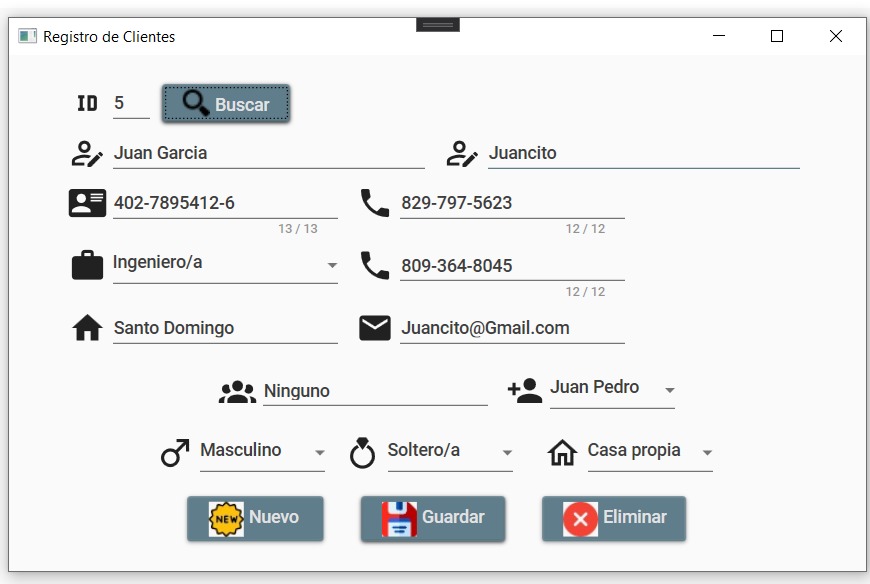 Registro de Clientes
ID 5 Buscar
Juan Garcia Juancito
402-7895412-6 829-797-5623
13 / 13 12 / 12
Ingeniero/a 809-364-8045
12 / 12
Santo Domingo Juancito@Gmail.com
Ninguno Juan Pedro
Masculino Soltero/a Casa propia
NEW Nuevo Guardar Eliminar